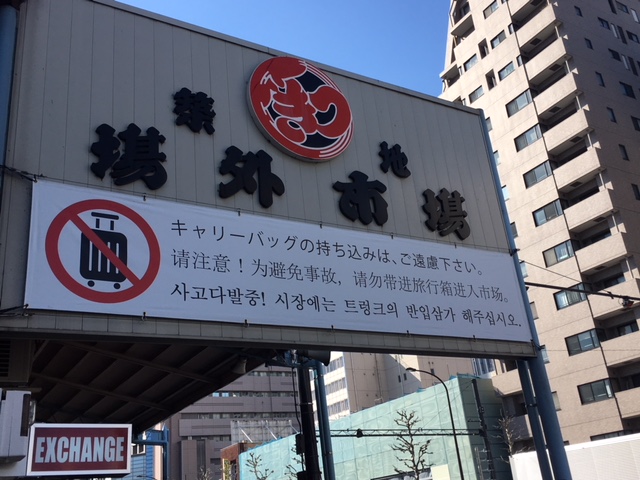 つきじ
築地
場外市場
キャリーバッグの持ち込みは、ご遠慮下さい。
请注意！为避免事故，请勿带进旅行箱进入市场。
사고다발중! 시장에는 트렁크의 반입삼가 해주십시오.
EXCHANGE